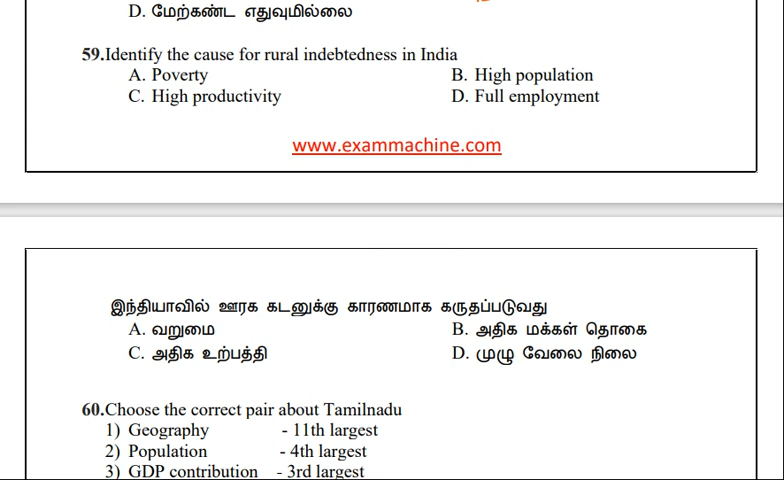 D. மேற்கண்ட எதுவுமில்லை
59.Identify the cause for rural indebtedness in India
A. Poverty B. High population
C. High productivity D. Full employment
www.exammachine.com
இந்தியாவில் ஊரக கடனுக்கு காரணமாக கருதப்படுவது
A. வறுமை B. அதிக மக்கள் தொகை
C. அதிக உற்பத்தி D. முழு வேலை நிலை
60.Choose the correct pair about Tamilnadu
1) Geography - 11th largest
2) Population - 4th largest
3) GDP contribution - 3rd largest